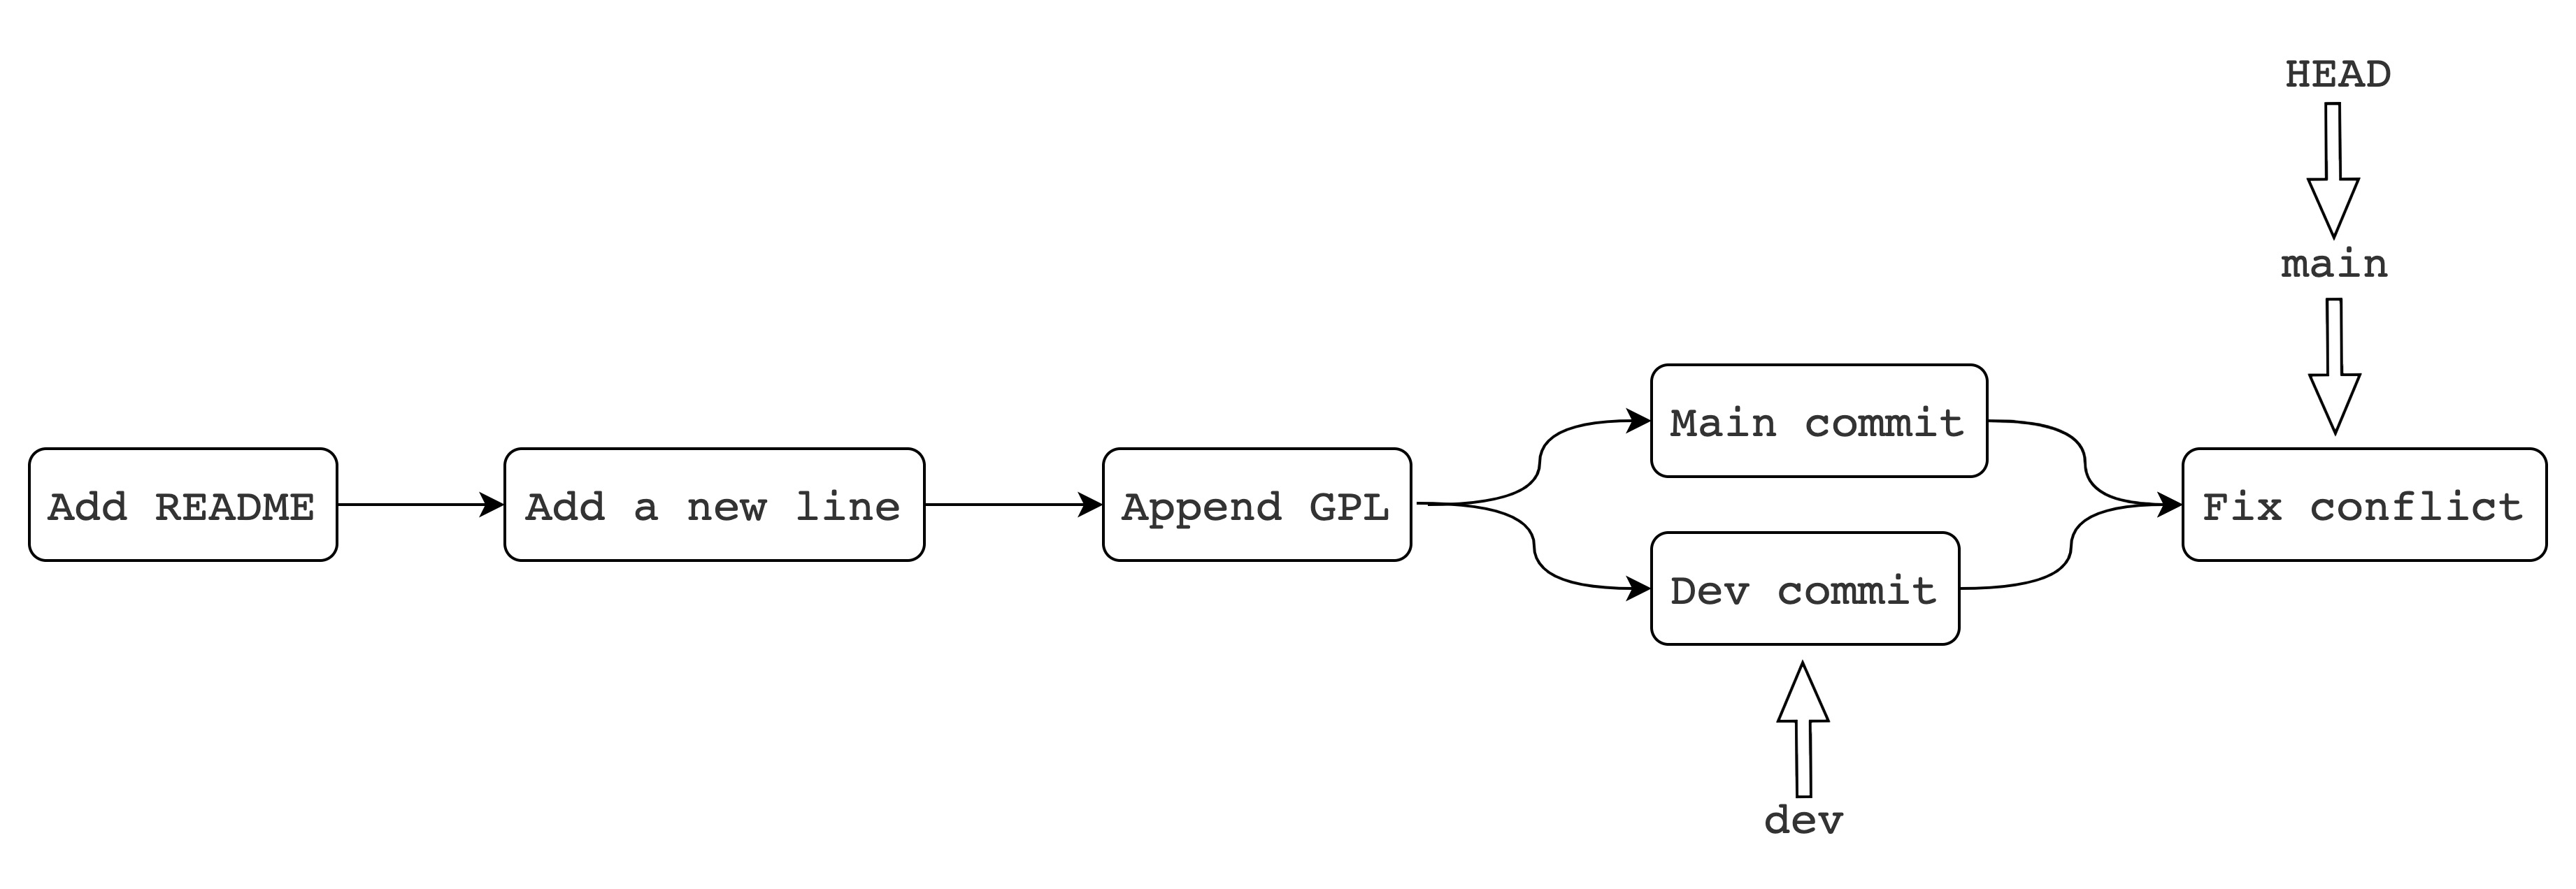 HEAD
main
Main commit
Add README
Add a new line
Append GPL
Fix conflict
Dev commit
dev